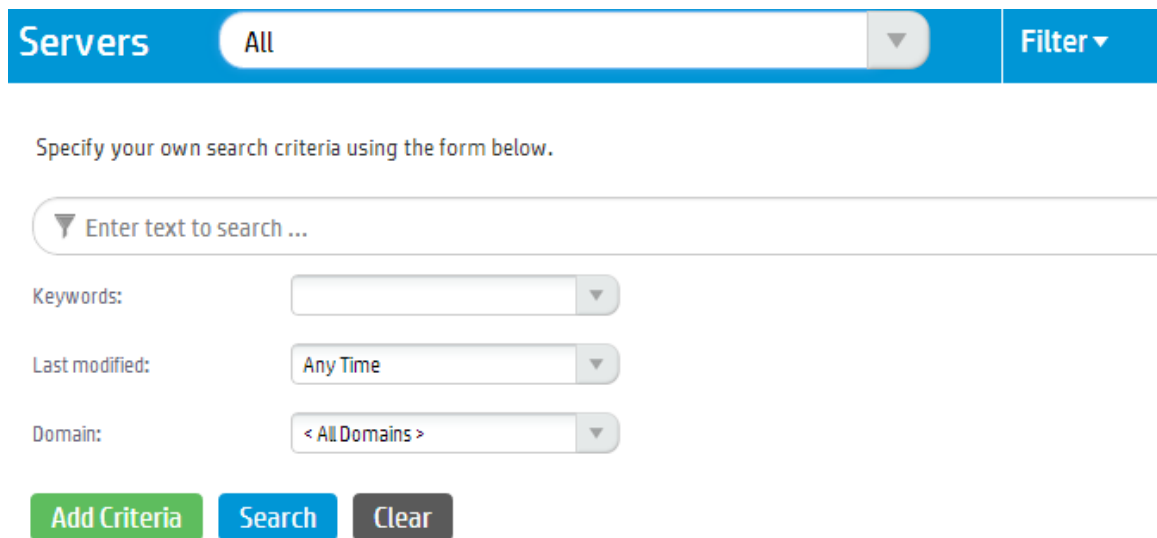 Servers All Filter
Specify your own search criteria using the form below.
Enter text to search ...
Keywords:
Last modified: Any Time
Domain: < All Domains >
Add Criteria Search Clear